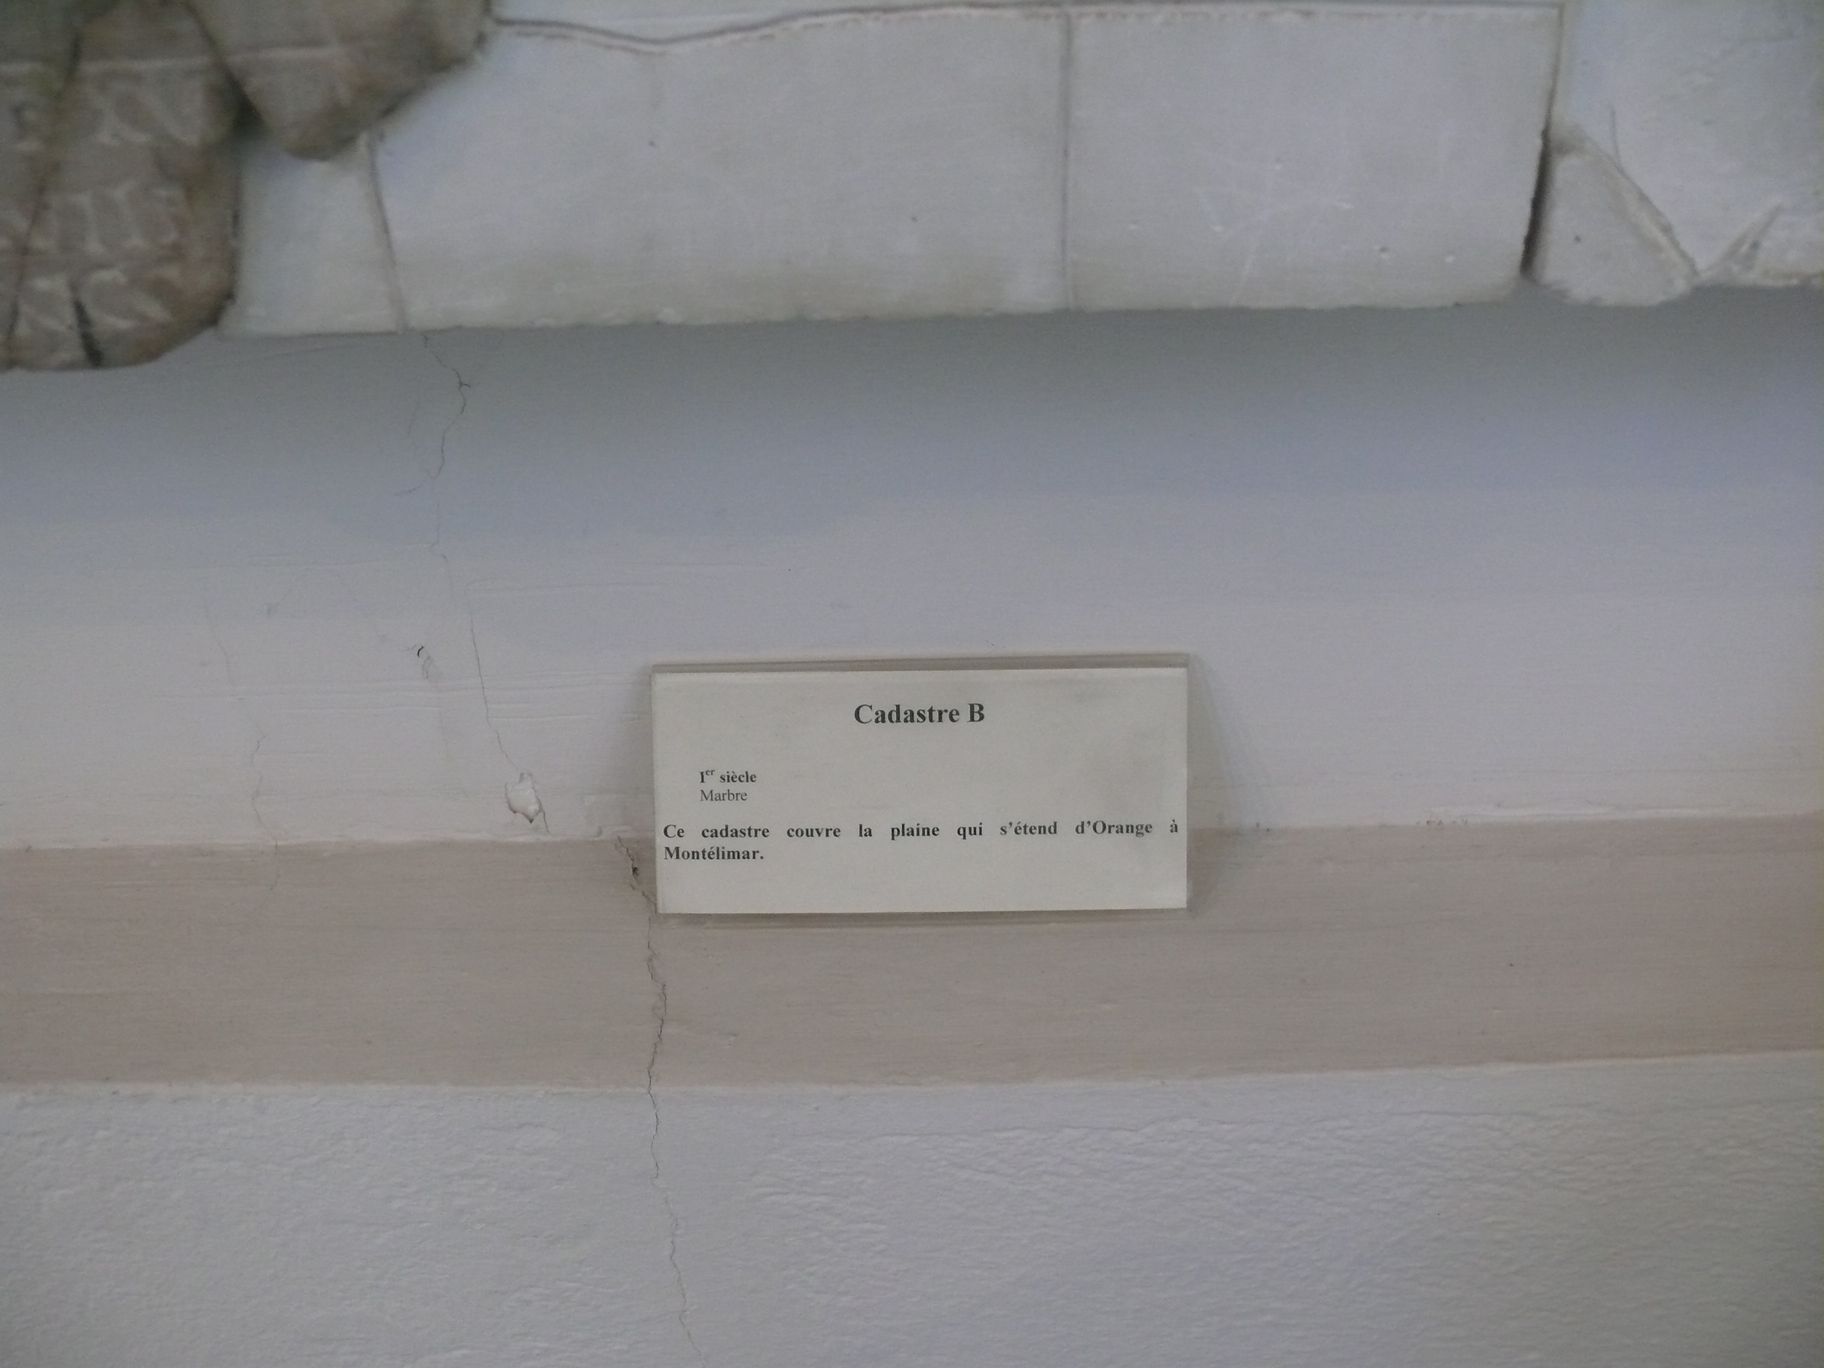 Cadastre B
Ier siècle
Marbre
Ce cadastre couvre la plaine qui s'étend d'Orange à
Montélimar.